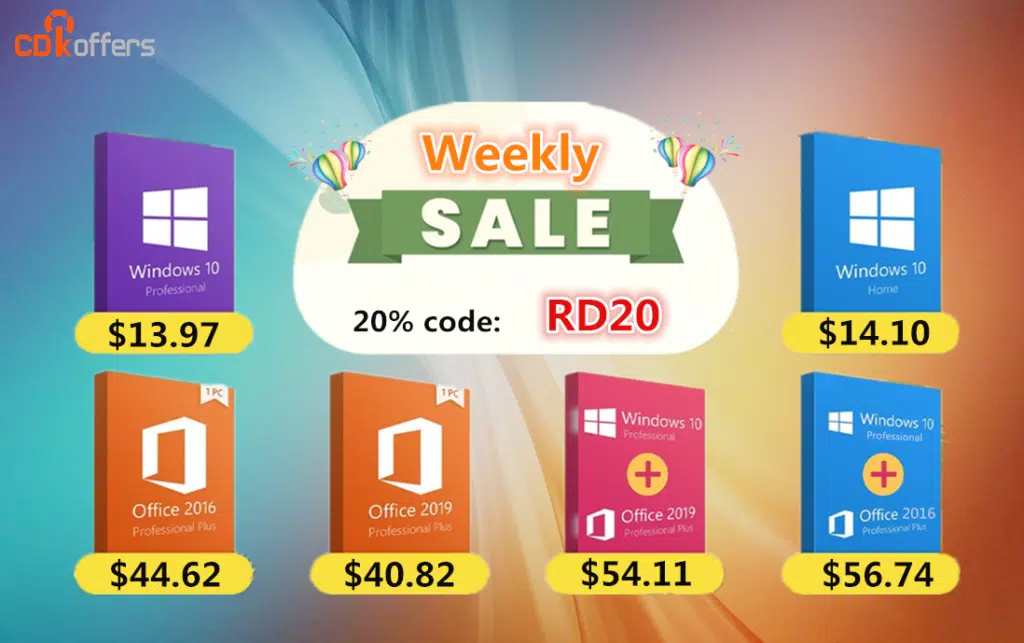 CDKoffers
Weekly
SALE
20% code: RD20
Windows 10
Professional
$13.97
Windows 10
Home
$14.10
1 PC
Office 2016
Professional Plus
$44.62
1 PC
Office 2019
Professional Plus
$40.82
Windows 10
Professional
+
Office 2019
Professional Plus
$54.11
Windows 10
Professional
+
Office 2016
Professional Plus
$56.74